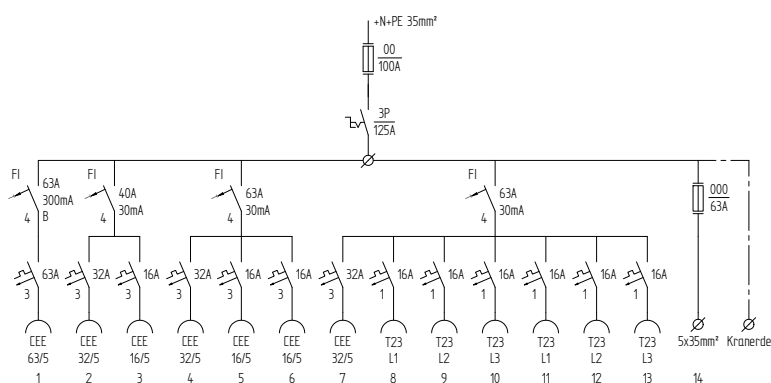 +N+PE 35mm²
00
100A
3P
125A
FI 63A 300mA 4 B
FI 40A 30mA 4
FI 63A 30mA 4
FI 63A 30mA 4
000
63A
63A 32A 16A 32A 16A 16A 32A 16A 16A 16A 16A 16A 16A
3 3 3 3 3 3 3 1 1 1 1 1 1
CEE CEE CEE CEE CEE CEE CEE T23 T23 T23 T23 T23 T23 5x35mm² Kranerde
63/5 32/5 16/5 32/5 16/5 16/5 32/5 L1 L2 L3 L1 L2 L3
1 2 3 4 5 6 7 8 9 10 11 12 13 14